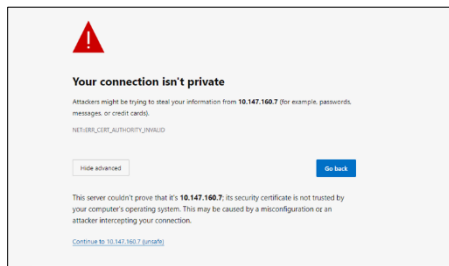 Your connection isn't private
Attackers might be trying to steal your information from 10.147.160.7 (for example, passwords,
messages, or credit cards).
NET::ERR_CERT_AUTHORITY_INVALID
Hide advanced
Go back
This server couldn't prove that it's 10.147.160.7; its security certificate is not trusted by
your computer's operating system. This may be caused by a misconfiguration or an
attacker intercepting your connection.
Continue to 10.147.160.7 (unsafe)